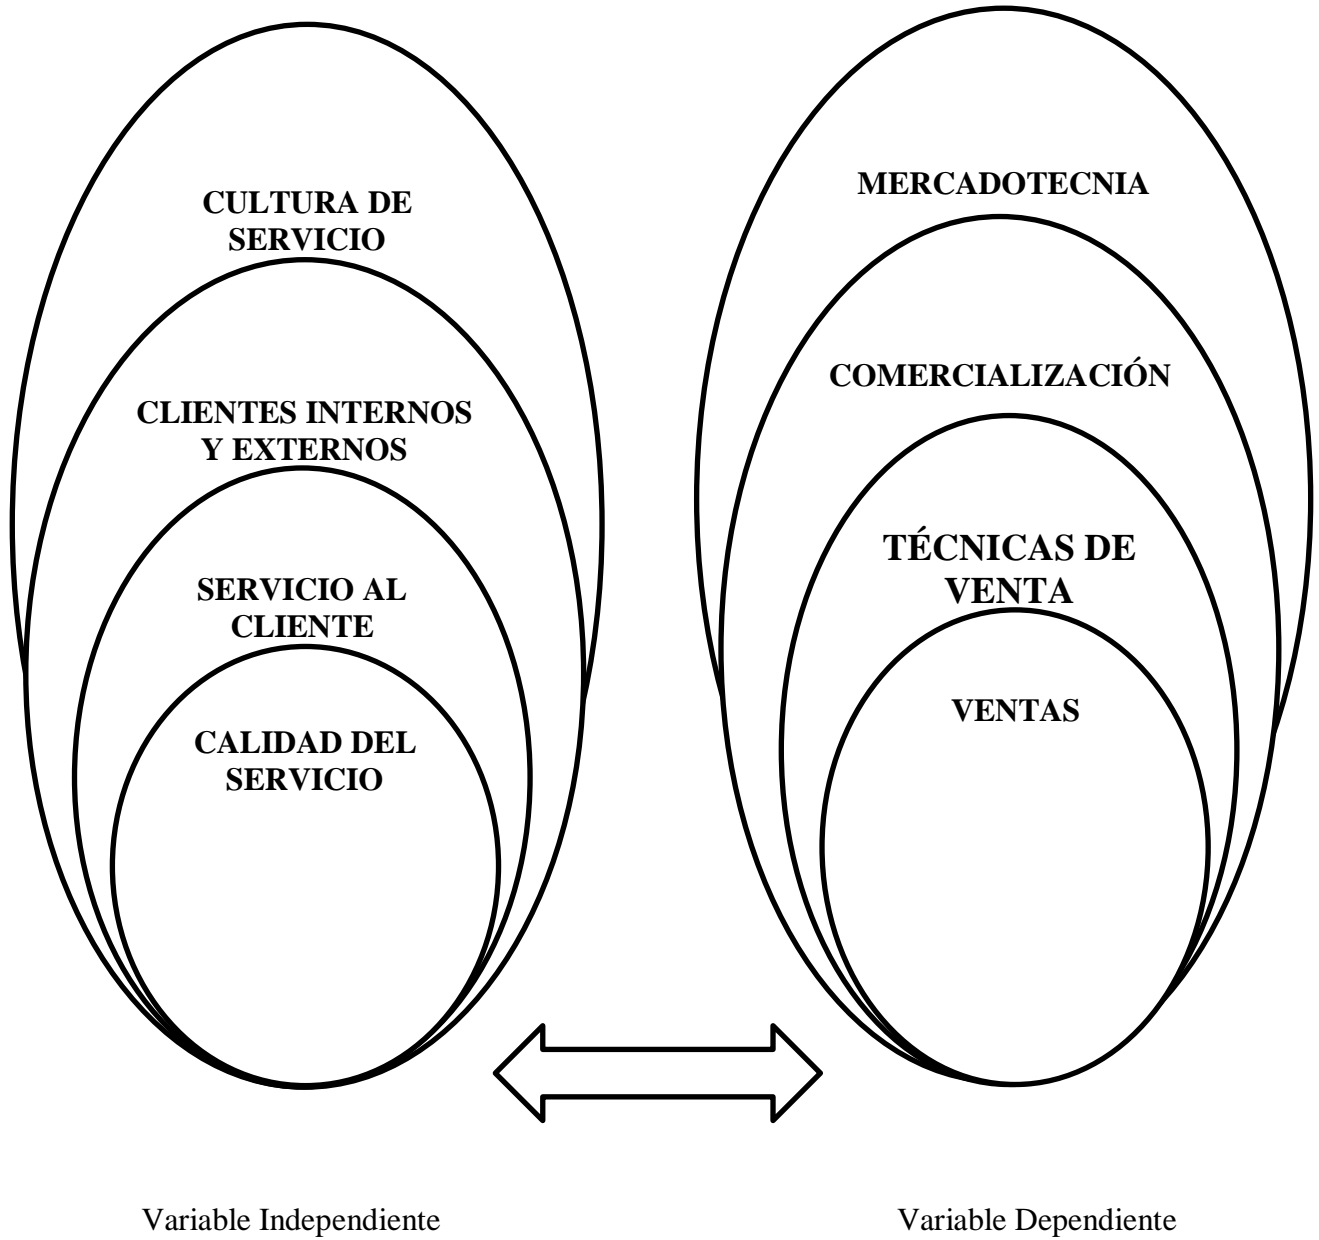 CULTURA DE
SERVICIO
CLIENTES INTERNOS
Y EXTERNOS
SERVICIO AL
CLIENTE
CALIDAD DEL
SERVICIO
MERCADOTECNIA
COMERCIALIZACIÓN
TÉCNICAS DE
VENTA
VENTAS
Variable Independiente
Variable Dependiente